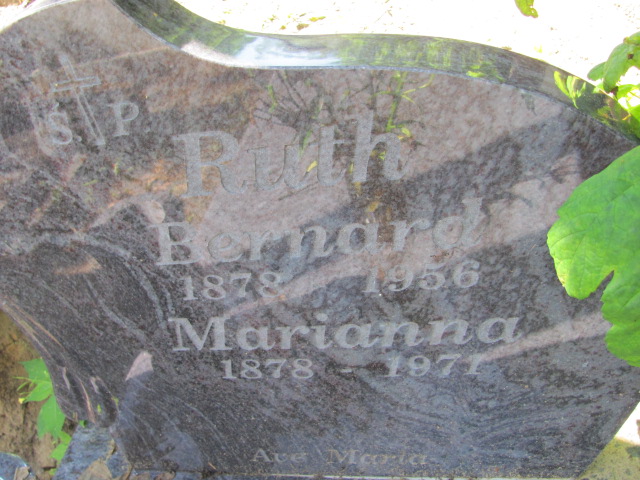 Ś P.
Ruth
Bernard
1878 1956
Marianna
1878 - 1971
Ave Maria